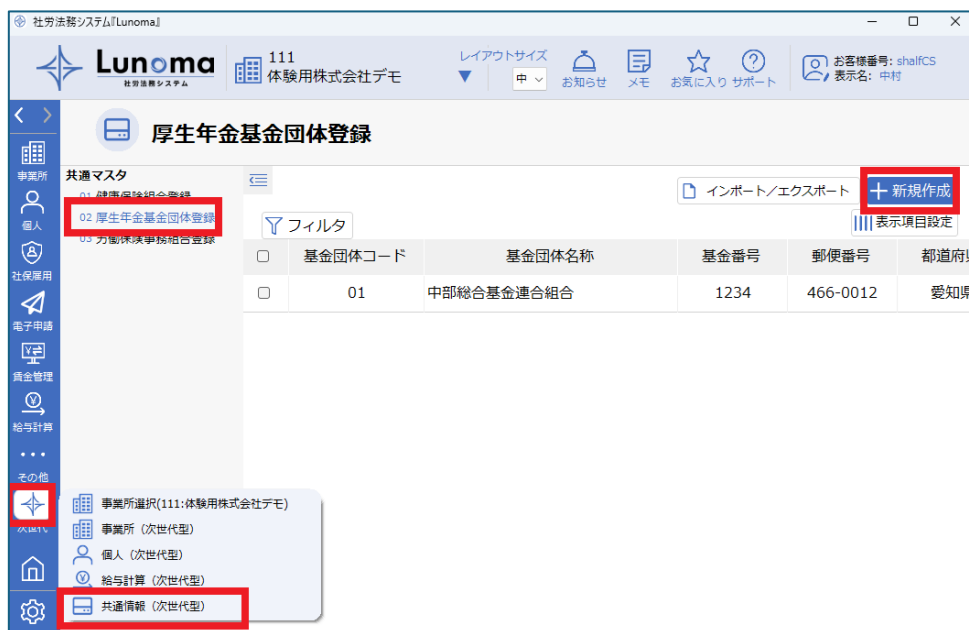 社労法務システム『Lunoma』
Lunoma
社労法務システム
111
体験用株式会社デモ
レイアウトサイズ
中
お知らせ
メモ
お気に入り
サポート
お客様番号: shalfCS
表示名: 中村
厚生年金基金団体登録
事業所
個人
社保雇用
電子申請
賃金管理
給与計算
その他
次世代
共通マスタ
01 健康保険組合登録
02 厚生年金基金団体登録
03 労働保険事務組合登録
インポート／エクスポート
新規作成
フィルタ
表示項目設定
基金団体コード 基金団体名称 基金番号 郵便番号 都道府
01 中部総合基金連合組合 1234 466-0012 愛知県
事業所選択(111:体験用株式会社デモ)
事業所（次世代型）
個人（次世代型）
給与計算（次世代型）
共通情報（次世代型）